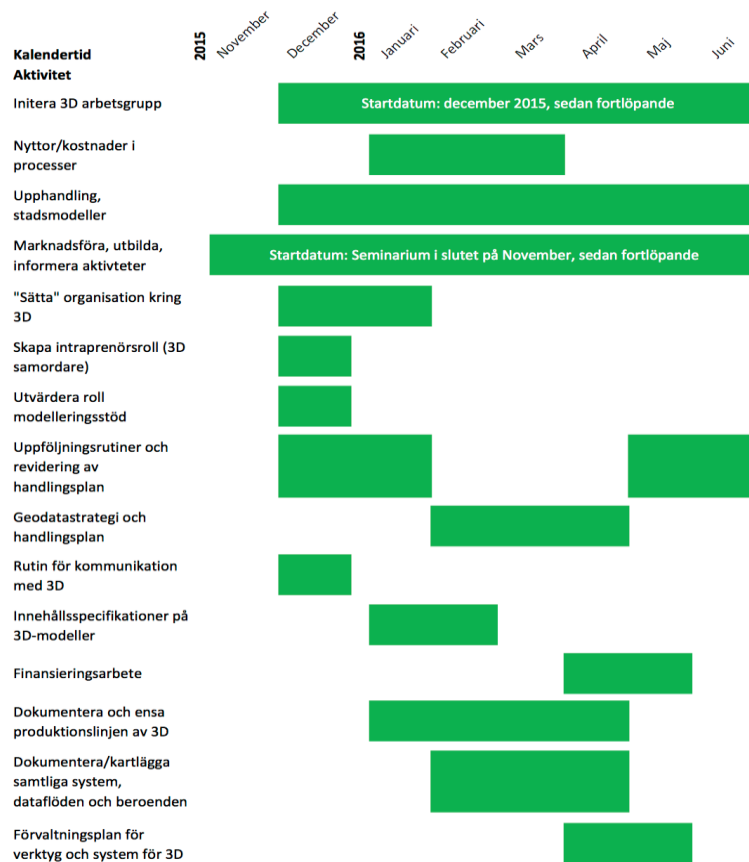 2015 November December 2016 Januari Februari Mars April Maj Juni
Kalendertid
Aktivitet
Initera 3D arbetsgrupp
Startdatum: december 2015, sedan fortlöpande
Nyttor/kostnader i
processer
Upphandling,
stadsmodeller
Marknadsföra, utbilda,
informera aktivteter
Startdatum: Seminarium i slutet på November, sedan fortlöpande
"Sätta" organisation kring
3D
Skapa intraprenörsroll (3D
samordare)
Utvärdera roll
modelleringsstöd
Uppföljningsrutiner och
revidering av
handlingsplan
Geodatastrategi och
handlingsplan
Rutin för kommunikation
med 3D
Innehållsspecifikationer på
3D-modeller
Finansieringsarbete
Dokumentera och ensa
produktionslinjen av 3D
Dokumentera/kartlägga
samtliga system,
dataflöden och beroenden
Förvaltningsplan för
verktyg och system för 3D